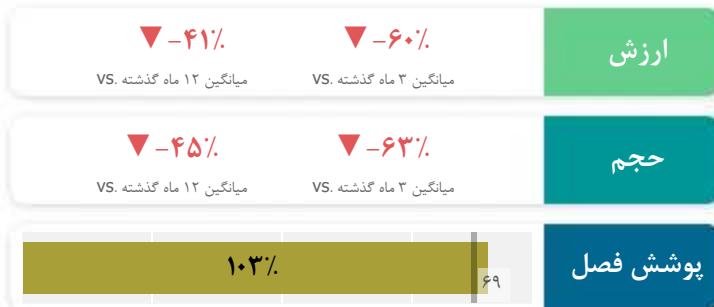 ارزش
▼ -۶۰٪ ▼ -۴۱٪
میانگین ۳ ماه گذشته .VS میانگین ۱۲ ماه گذشته .VS
حجم
▼ -۶۳٪ ▼ -۴۵٪
میانگین ۳ ماه گذشته .VS میانگین ۱۲ ماه گذشته .VS
پوشش فصل
۱۰۳٪
۶۹